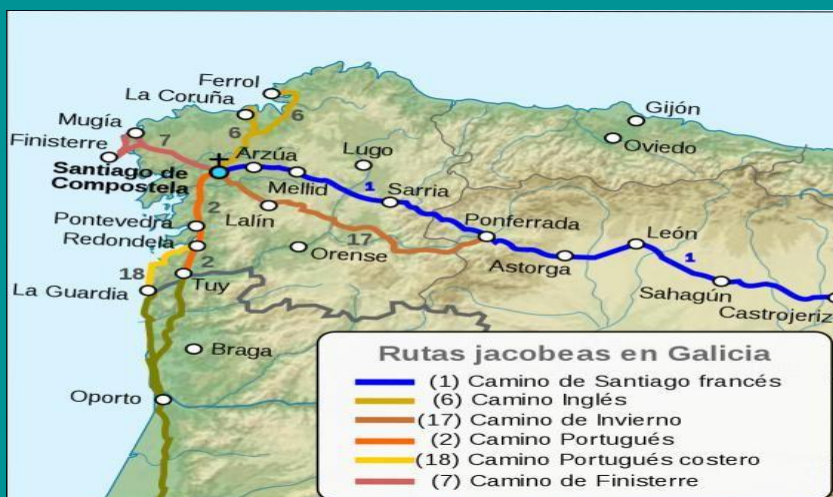 Ferrol
La Coruña
6
6
Gijón
Mugía
7
Oviedo
Finisterre
Arzúa
Lugo
Santiago de
Compostela
Mellid
1
Sarria
2
Pontevedra
Lalín
Ponferrada
León
Redondela
17
Orense
Astorga
1
18
2
Tuy
La Guardia
Sahagún
Castrojeriz
Braga
Oporto
Rutas jacobeas en Galicia
(1) Camino de Santiago francés
(6) Camino Inglés
(17) Camino de Invierno
(2) Camino Portugués
(18) Camino Portugués costero
(7) Camino de Finisterre